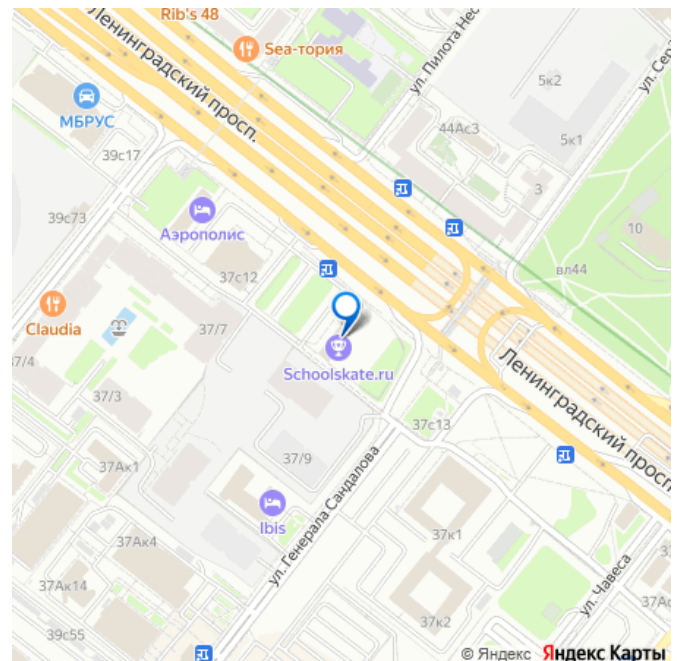 Rib's 48
Sea-тория
Ленинградский просп.
ул. Пилота Нес
ул. Сер
5к2
МБРУС
44Ас3
5к1
39с17
3
Аэрополис
39с73
10
вл44
37с12
Claudia
37/7
Schoolskate.ru
37/4
37/3
Ленинградский просп.
37с13
37Ак1
37/9
ул. Генерала Сандалова
Ibis
37к1
37Ак4
ул. Чавеса
37Ак14
37к2
39с55
© Яндекс Яндекс Карты